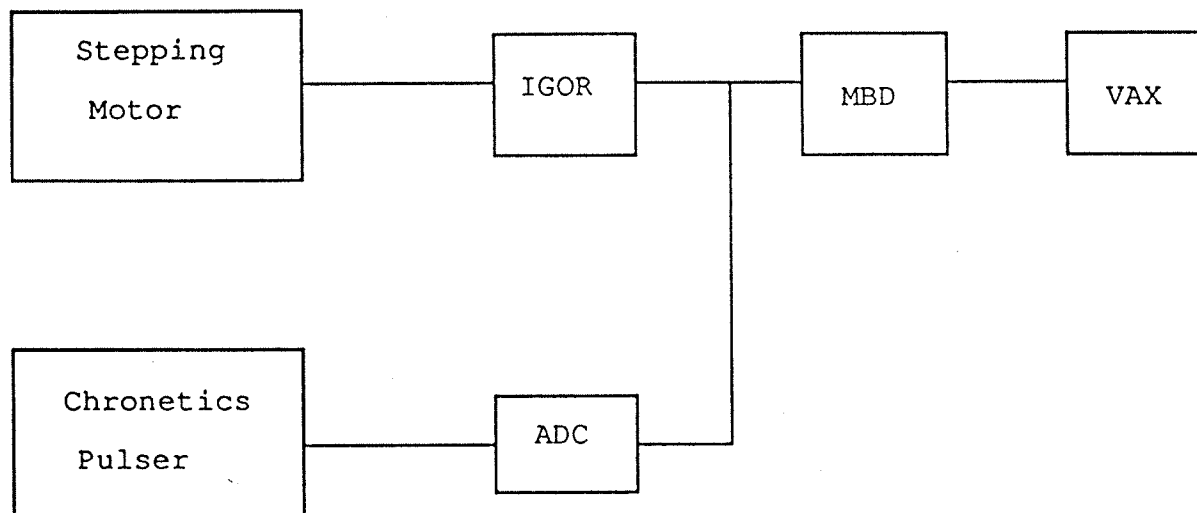 Stepping
Motor
IGOR
MBD
VAX
Chronetics
Pulser
ADC